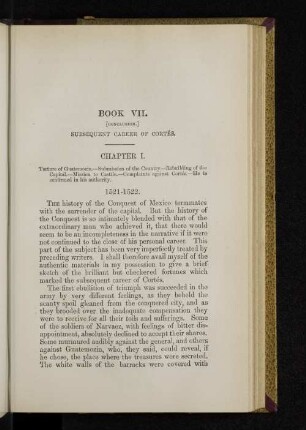 BOOK VII.
[CONCLUSION.]
SUBSEQUENT CAREER OF CORTÉS.
CHAPTER I.
Torture of Guatemozin.—Submission of the Country.—Rebuilding of the
Capital.—Mission to Castile.—Complaints against Cortés.—He is
confirmed in his authority.
1521-1522.
THE history of the Conquest of Mexico terminates
with the surrender of the capital. But the history of
the Conquest is so intimately blended with that of the
extraordinary man who achieved it, that there would
seem to be an incompleteness in the narrative if it were
not continued to the close of his personal career. This
part of the subject has been very imperfectly treated by
preceding writers. I shall therefore avail myself of the
authentic materials in my possession to give a brief
sketch of the brilliant but checkered fortunes which
marked the subsequent career of Cortés.
The first ebullition of triumph was succeeded in the
army by very different feelings, as they beheld the
scanty spoil gleaned from the conquered city, and as
they brooded over the inadequate compensation they
were to receive for all their toils and sufferings. Some
of the soldiers of Narvaez, with feelings of bitter dis-
appointment, absolutely declined to accept their shares.
Some murmured audibly against the general, and others
against Guatemozin, who, they said, could reveal, if
he chose, the place where the treasures were secreted.
The white walls of the barracks were covered with